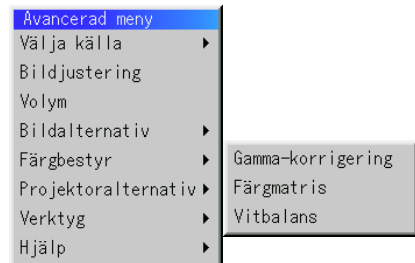 Avancerad meny
Välja källa
Bildjustering
Volym
Bildalternativ
Färgbestyr
Projektoralternativ
Verktyg
Hjälp
Gamma-korrigering
Färgmatris
Vitbalans